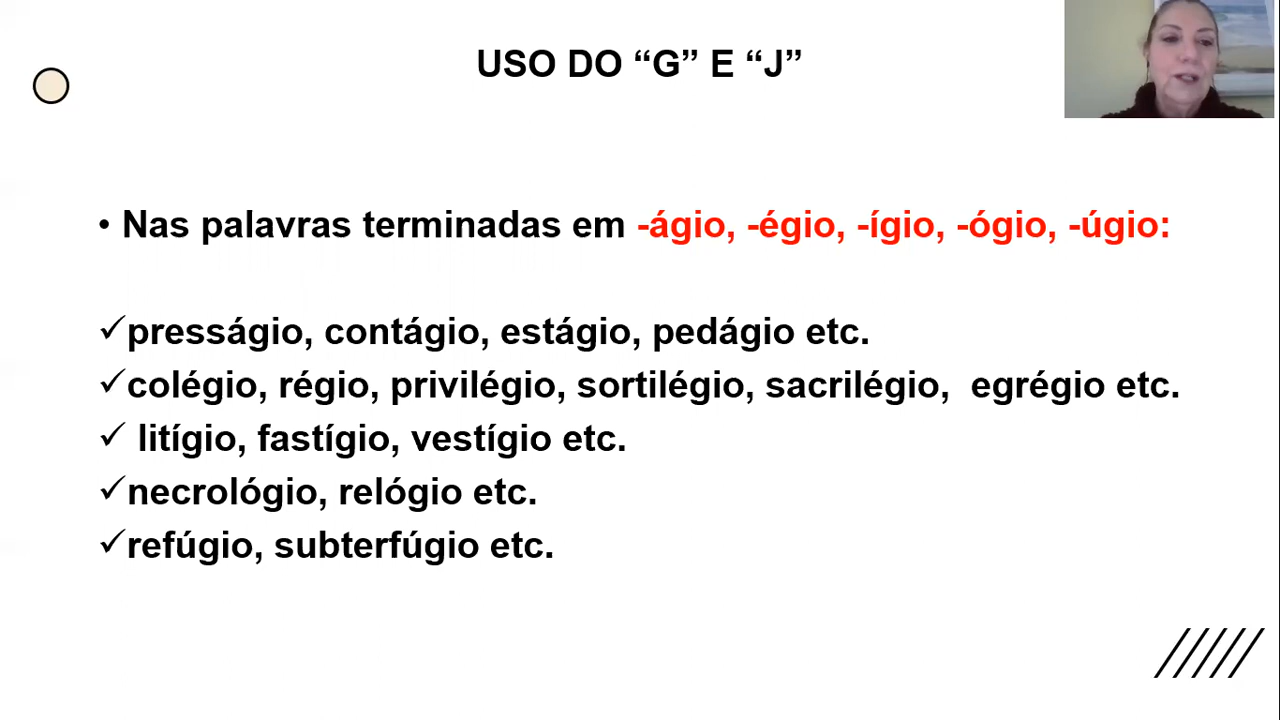 USO DO “G” E “J”
• Nas palavras terminadas em -ágio, -égio, -ígio, -ógio, -úgio:
✓presságio, contágio, estágio, pedágio etc.
✓colégio, régio, privilégio, sortilégio, sacrilégio, egrégio etc.
✓ litígio, fastígio, vestígio etc.
✓necrológio, relógio etc.
✓refúgio, subterfúgio etc.